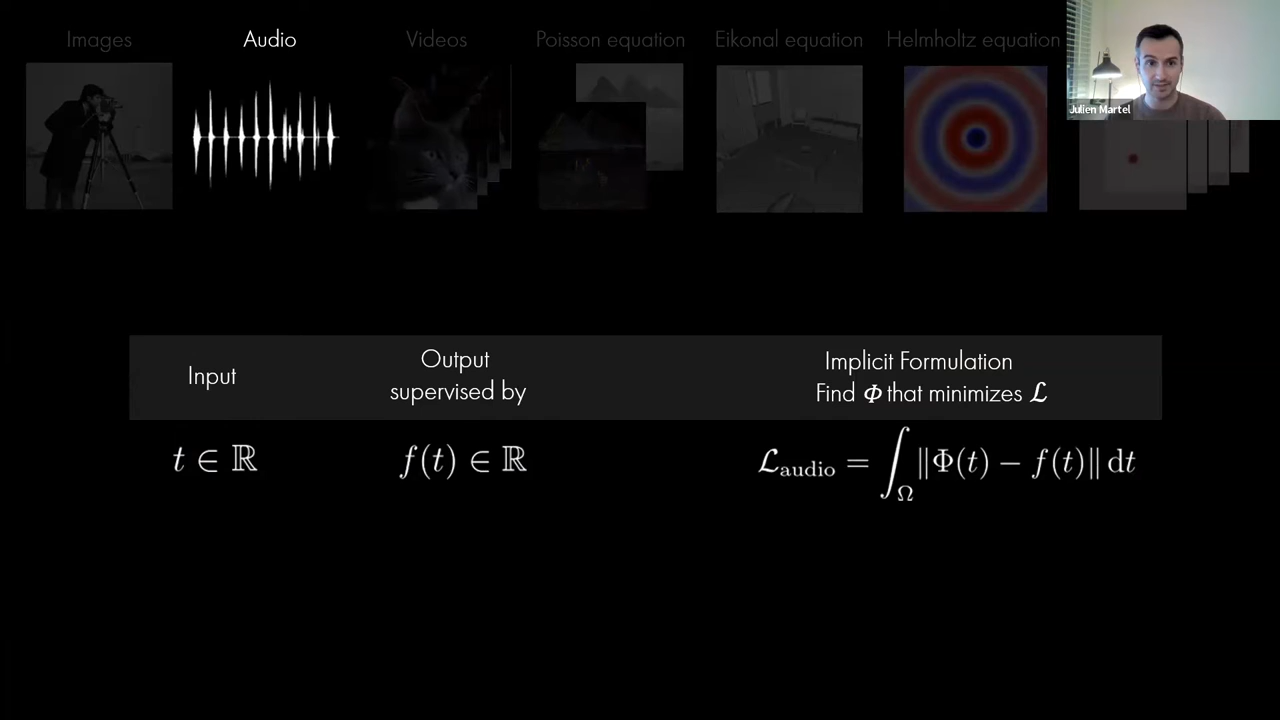 Images Audio Videos Poisson equation Eikonal equation Helmholtz equation
Julien Martel
Input
Output
supervised by
Implicit Formulation
Find Φ that minimizes ℒ
t ∈ ℝ
f(t) ∈ ℝ
ℒ_audio = ∫_Ω ‖Φ(t) − f(t)‖ dt